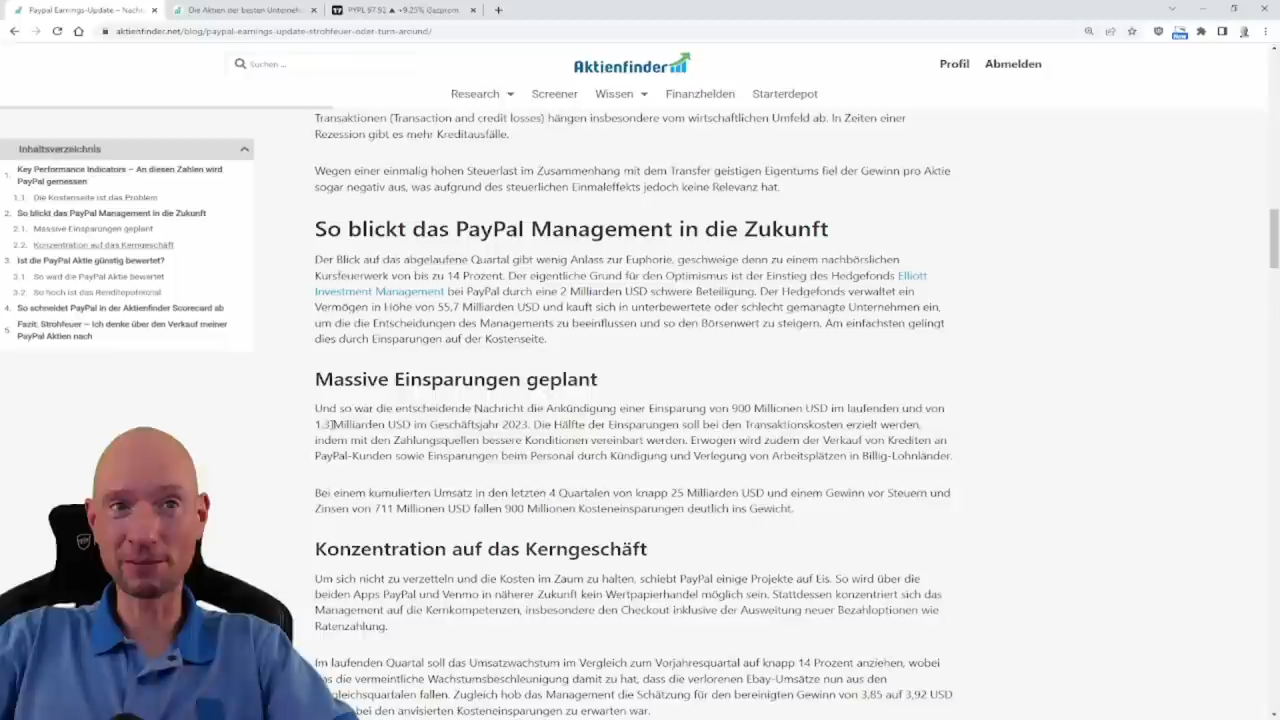 Paypal Earnings-Update – Nach
Die Aktien der besten Unterneh
PYPL 97.92 ▲ +9.25% Gezoom
aktienfinder.net/blog/paypal-earnings-update-strohfeuer-oder-turn-around/
Suchen ...
Aktienfinder
Profil Abmelden
Research Screener Wissen Finanzhelden Starterdepot
Inhaltsverzeichnis
1. Key Performance Indicators – An diesen Zahlen wird
PayPal gemessen
1.1. Die Kostenseite ist das Problem
2. So blickt das PayPal Management in die Zukunft
2.1. Massive Einsparungen geplant
2.2. Konzentration auf das Kerngeschäft
3. Ist die PayPal Aktie günstig bewertet?
3.1. So wird die PayPal Aktie bewertet
3.2. So hoch ist das Renditepotenzial
4. So schneidet PayPal in der Aktienfinder Scorecard ab
5. Fazit: Strohfeuer – Ich denke über den Verkauf meiner
PayPal Aktien nach
Transaktionen (Transaction and credit losses) hängen insbesondere vom wirtschaftlichen Umfeld ab. In Zeiten einer
Rezession gibt es mehr Kreditausfälle.
Wegen einer einmalig hohen Steuerlast im Zusammenhang mit dem Transfer geistigen Eigentums fiel der Gewinn pro Aktie
sogar negativ aus, was aufgrund des steuerlichen Einmaleffekts jedoch keine Relevanz hat.
So blickt das PayPal Management in die Zukunft
Der Blick auf das abgelaufene Quartal gibt wenig Anlass zur Euphorie, geschweige denn zu einem nachbörslichen
Kursfeuerwerk von bis zu 14 Prozent. Der eigentliche Grund für den Optimismus ist der Einstieg des Hedgefonds Elliott
Investment Management bei PayPal durch eine 2 Milliarden USD schwere Beteiligung. Der Hedgefonds verwaltet ein
Vermögen in Höhe von 55,7 Milliarden USD und kauft sich in unterbewertete oder schlecht gemanagte Unternehmen ein,
um die die Entscheidungen des Managements zu beeinflussen und so den Börsenwert zu steigern. Am einfachsten gelingt
dies durch Einsparungen auf der Kostenseite.
Massive Einsparungen geplant
Und so war die entscheidende Nachricht die Ankündigung einer Einsparung von 900 Millionen USD im laufenden und von
1.3 Milliarden USD im Geschäftsjahr 2023. Die Hälfte der Einsparungen soll bei den Transaktionskosten erzielt werden,
indem mit den Zahlungsquellen bessere Konditionen vereinbart werden. Erwogen wird zudem der Verkauf von Krediten an
PayPal-Kunden sowie Einsparungen beim Personal durch Kündigung und Verlegung von Arbeitsplätzen in Billig-Lohnländer.
Bei einem kumulierten Umsatz in den letzten 4 Quartalen von knapp 25 Milliarden USD und einem Gewinn vor Steuern und
Zinsen von 711 Millionen USD fallen 900 Millionen Kosteneinsparungen deutlich ins Gewicht.
Konzentration auf das Kerngeschäft
Um sich nicht zu verzetteln und die Kosten im Zaum zu halten, schiebt PayPal einige Projekte auf Eis. So wird über die
beiden Apps PayPal und Venmo in näherer Zukunft kein Wertpapierhandel möglich sein. Stattdessen konzentriert sich das
Management auf die Kernkompetenzen, insbesondere den Checkout inklusive der Ausweitung neuer Bezahloptionen wie
Ratenzahlung.
Im laufenden Quartal soll das Umsatzwachstum im Vergleich zum Vorjahresquartal auf knapp 14 Prozent anziehen, wobei
die vermeintliche Wachstumsbeschleunigung damit zu hat, dass die verlorenen Ebay-Umsätze nun aus den
gleichsquartalen fallen. Zugleich hob das Management die Schätzung für den bereinigten Gewinn von 3,85 auf 3,92 USD
bei den anvisierten Kosteneinsparungen zu erwarten war.